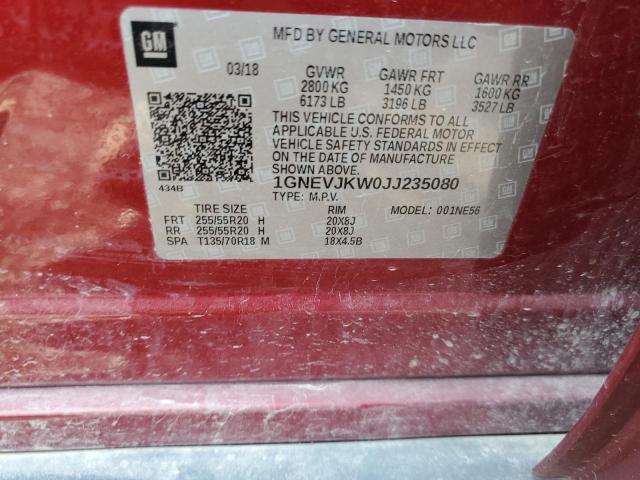 GM
MFD BY GENERAL MOTORS LLC
03/18 GVWR GAWR FRT GAWR RR
2800 KG 1450 KG 1600 KG
6173 LB 3196 LB 3527 LB
THIS VEHICLE CONFORMS TO ALL
APPLICABLE U.S. FEDERAL MOTOR
VEHICLE SAFETY STANDARDS IN EFFECT
ON THE DATE OF MANUFACTURE
SHOWN ABOVE.
434B
1GNEVJKW0JJ235080
TYPE: M.P.V. MODEL: 001NE56
TIRE SIZE RIM
FRT 255/55R20 H 20X8J
RR 255/55R20 H 20X8J
SPA T135/70R18 M 18X4.5B